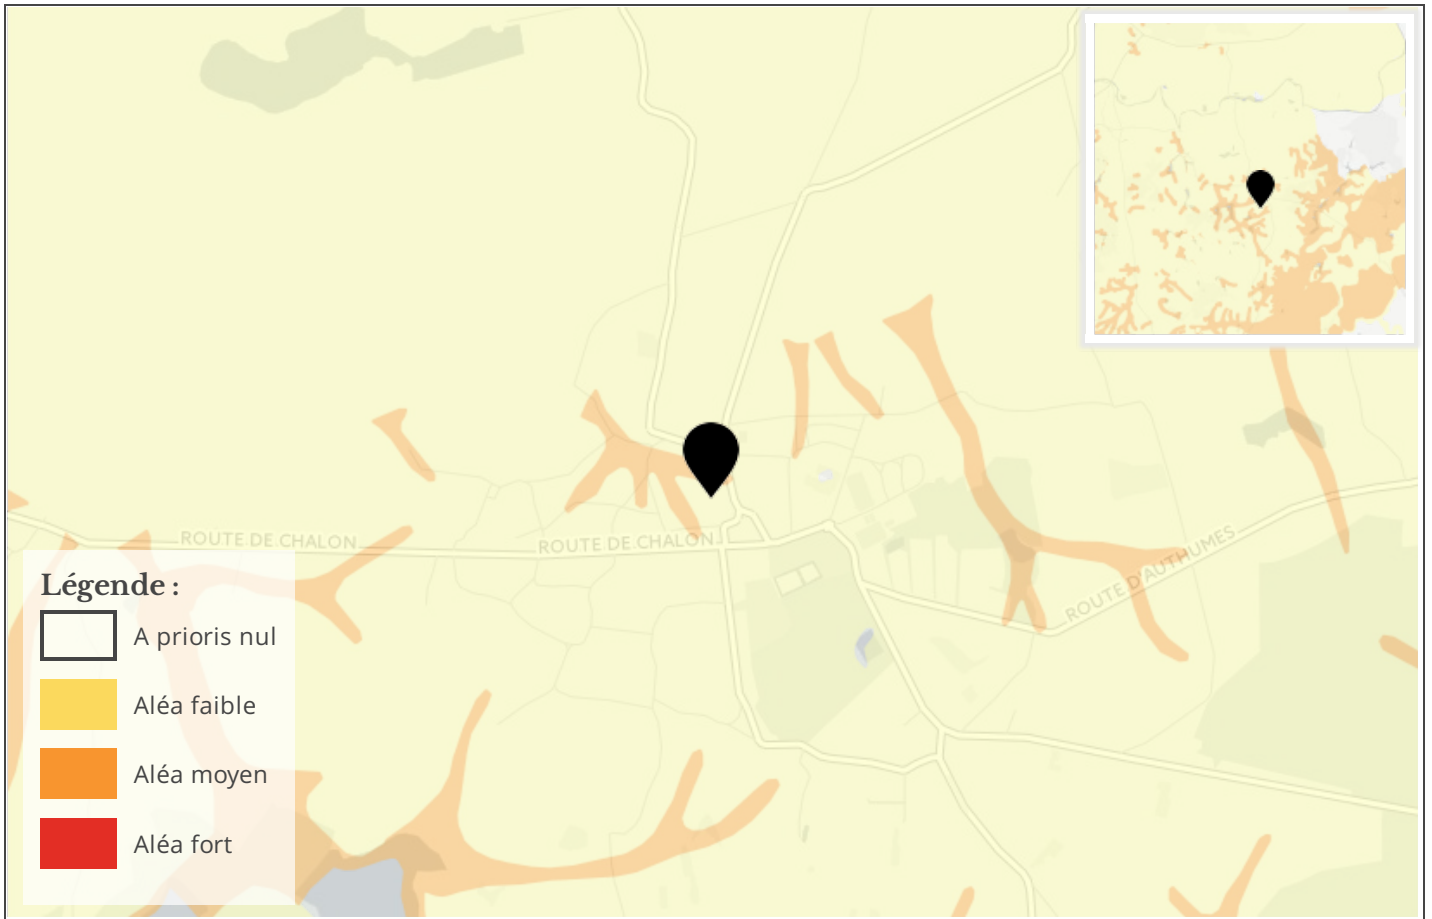 ROUTE DE CHALON
ROUTE DE CHALON
ROUTE D'AUTHUMES
Légende :
A prioris nul
Aléa faible
Aléa moyen
Aléa fort